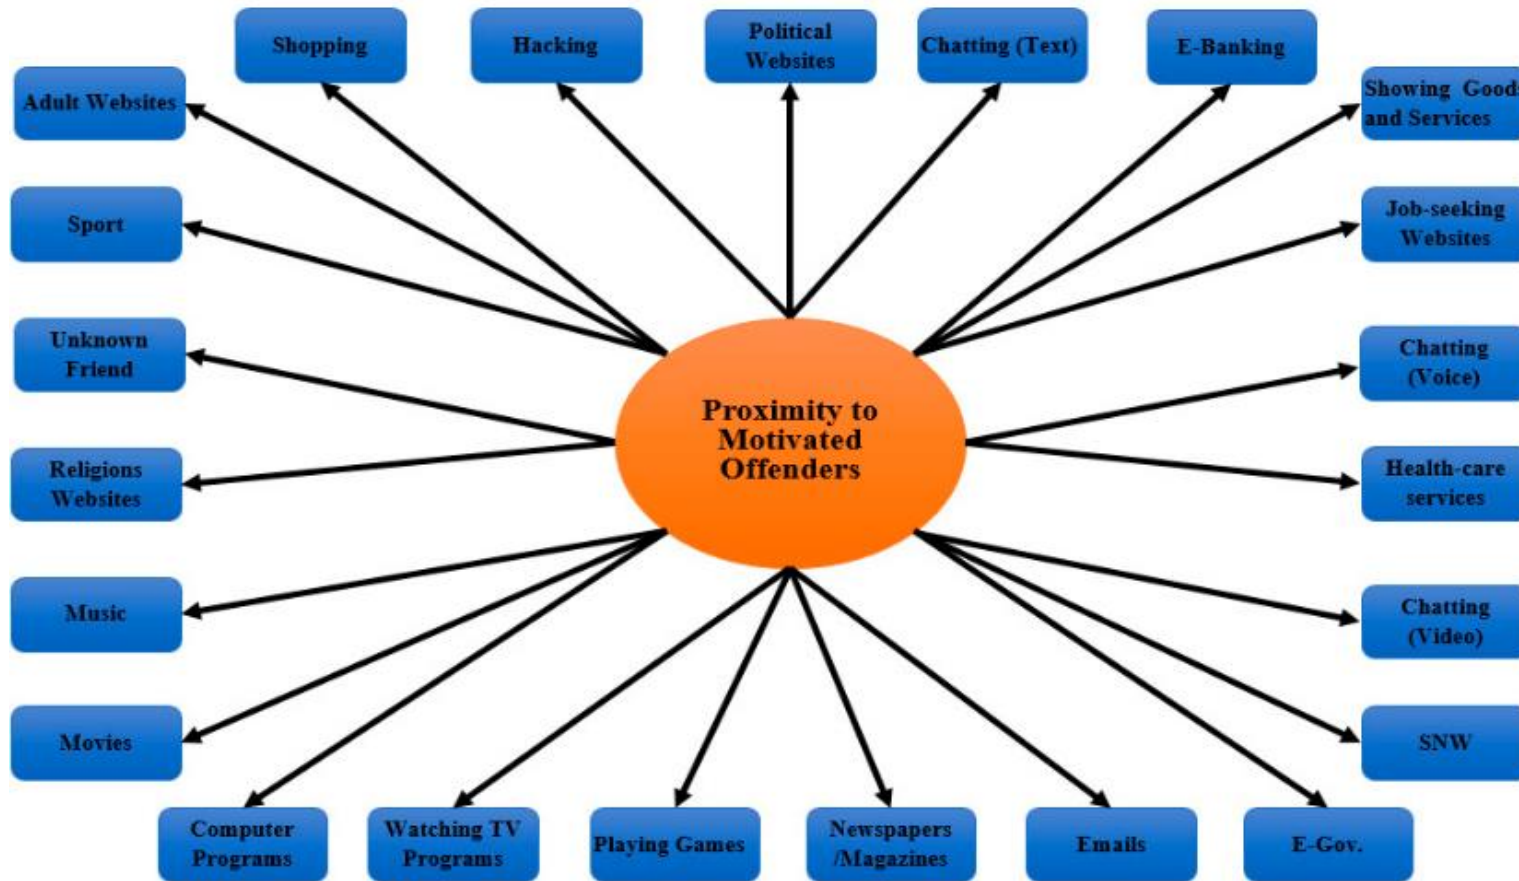 Shopping
Hacking
Political
Websites
Chatting (Text)
E-Banking
Adult Websites
Showing Goods
and Services
Sport
Job-seeking
Websites
Unknown
Friend
Chatting
(Voice)
Proximity to
Motivated
Offenders
Religions
Websites
Health-care
services
Music
Chatting
(Video)
Movies
SNW
Computer
Programs
Watching TV
Programs
Playing Games
Newspapers
/Magazines
Emails
E-Gov.